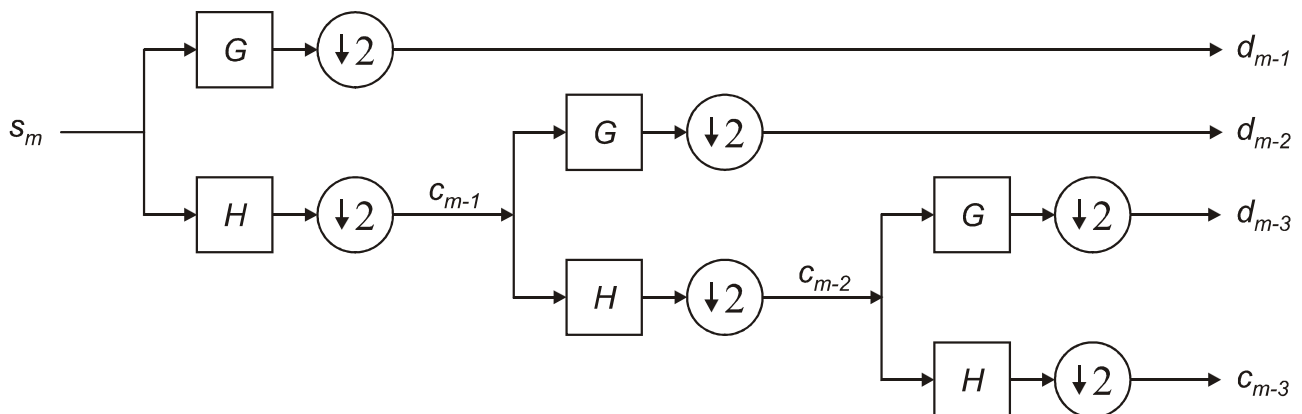 G ↓2 d_{m-1}
s_m G ↓2 d_{m-2}
H ↓2 c_{m-1} G ↓2 d_{m-3}
H ↓2 c_{m-2}
H ↓2 c_{m-3}